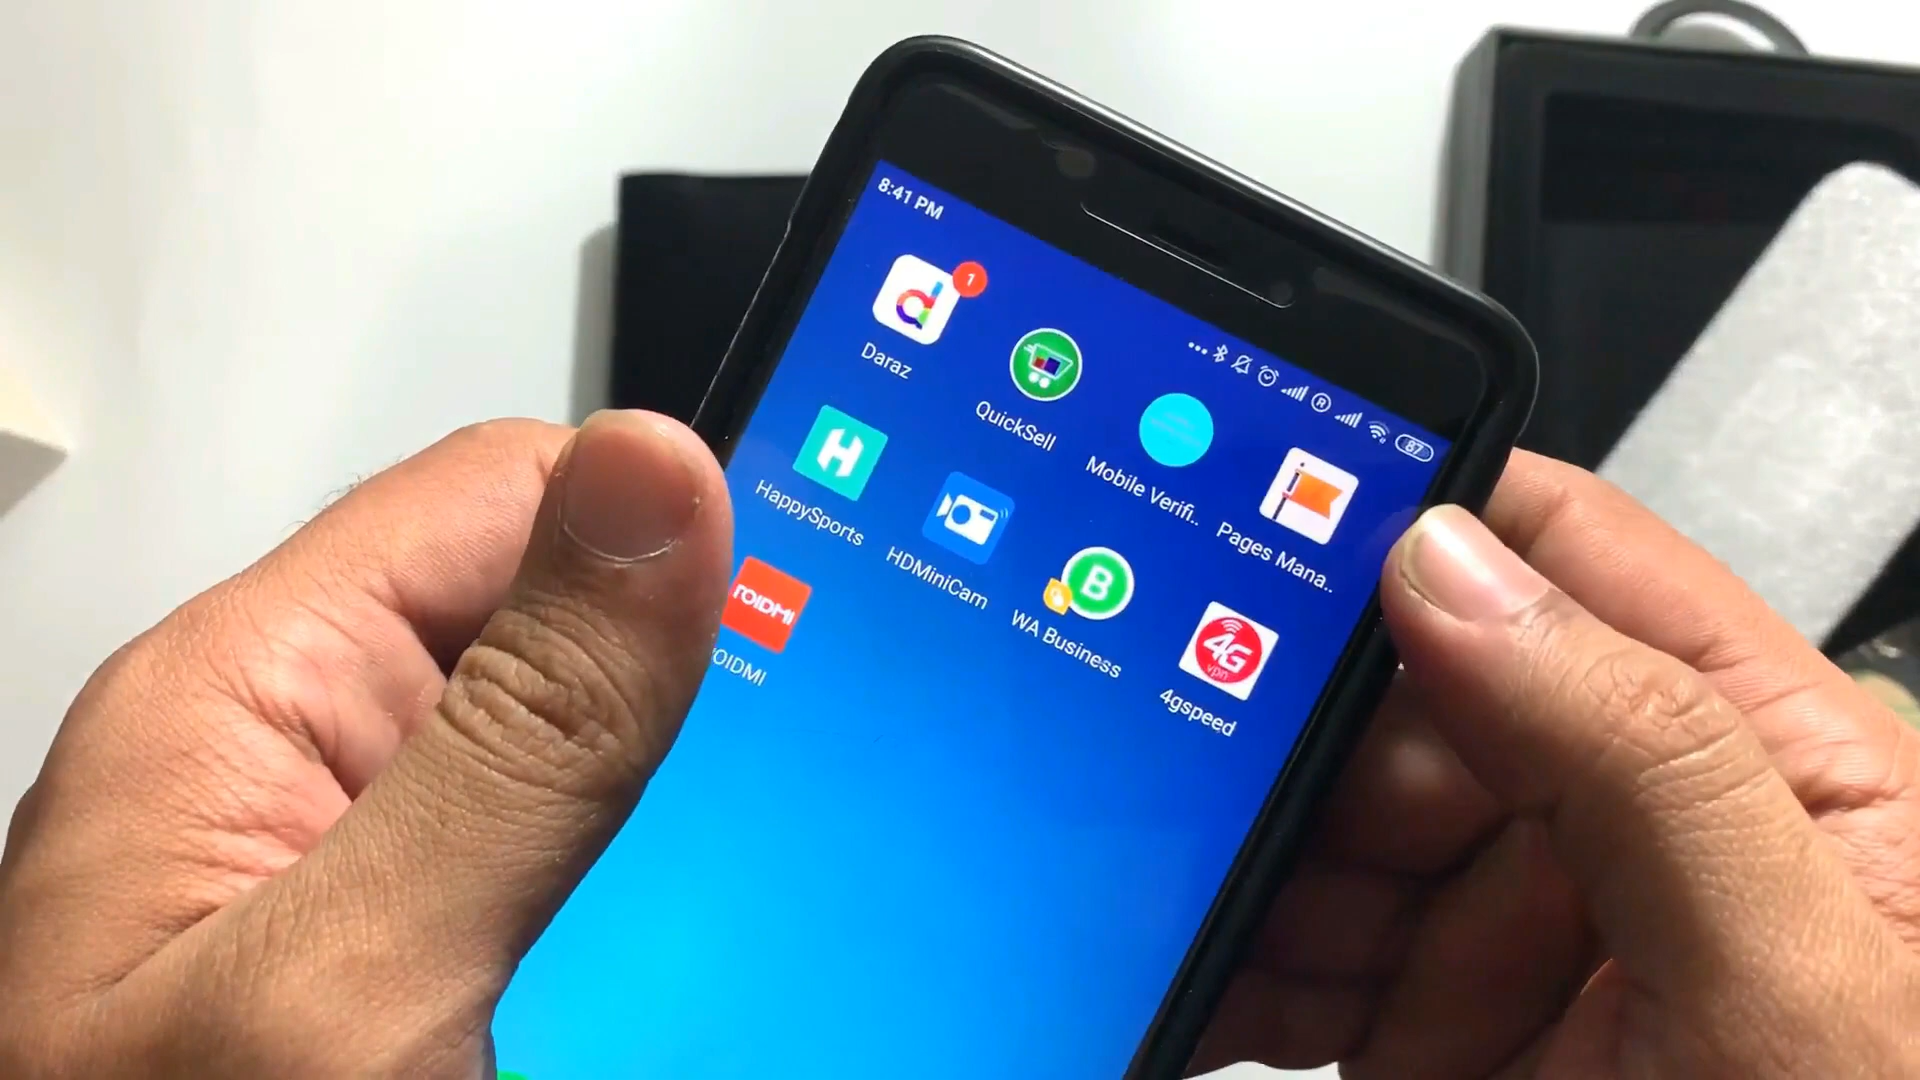 8:41 PM
R
87
1
Daraz
QuickSell
Mobile Verifi..
Pages Mana..
H
HappySports
HDMiniCam
B
WA Business
4G
vpn
4gspeed
ROIDMI
OIDMI